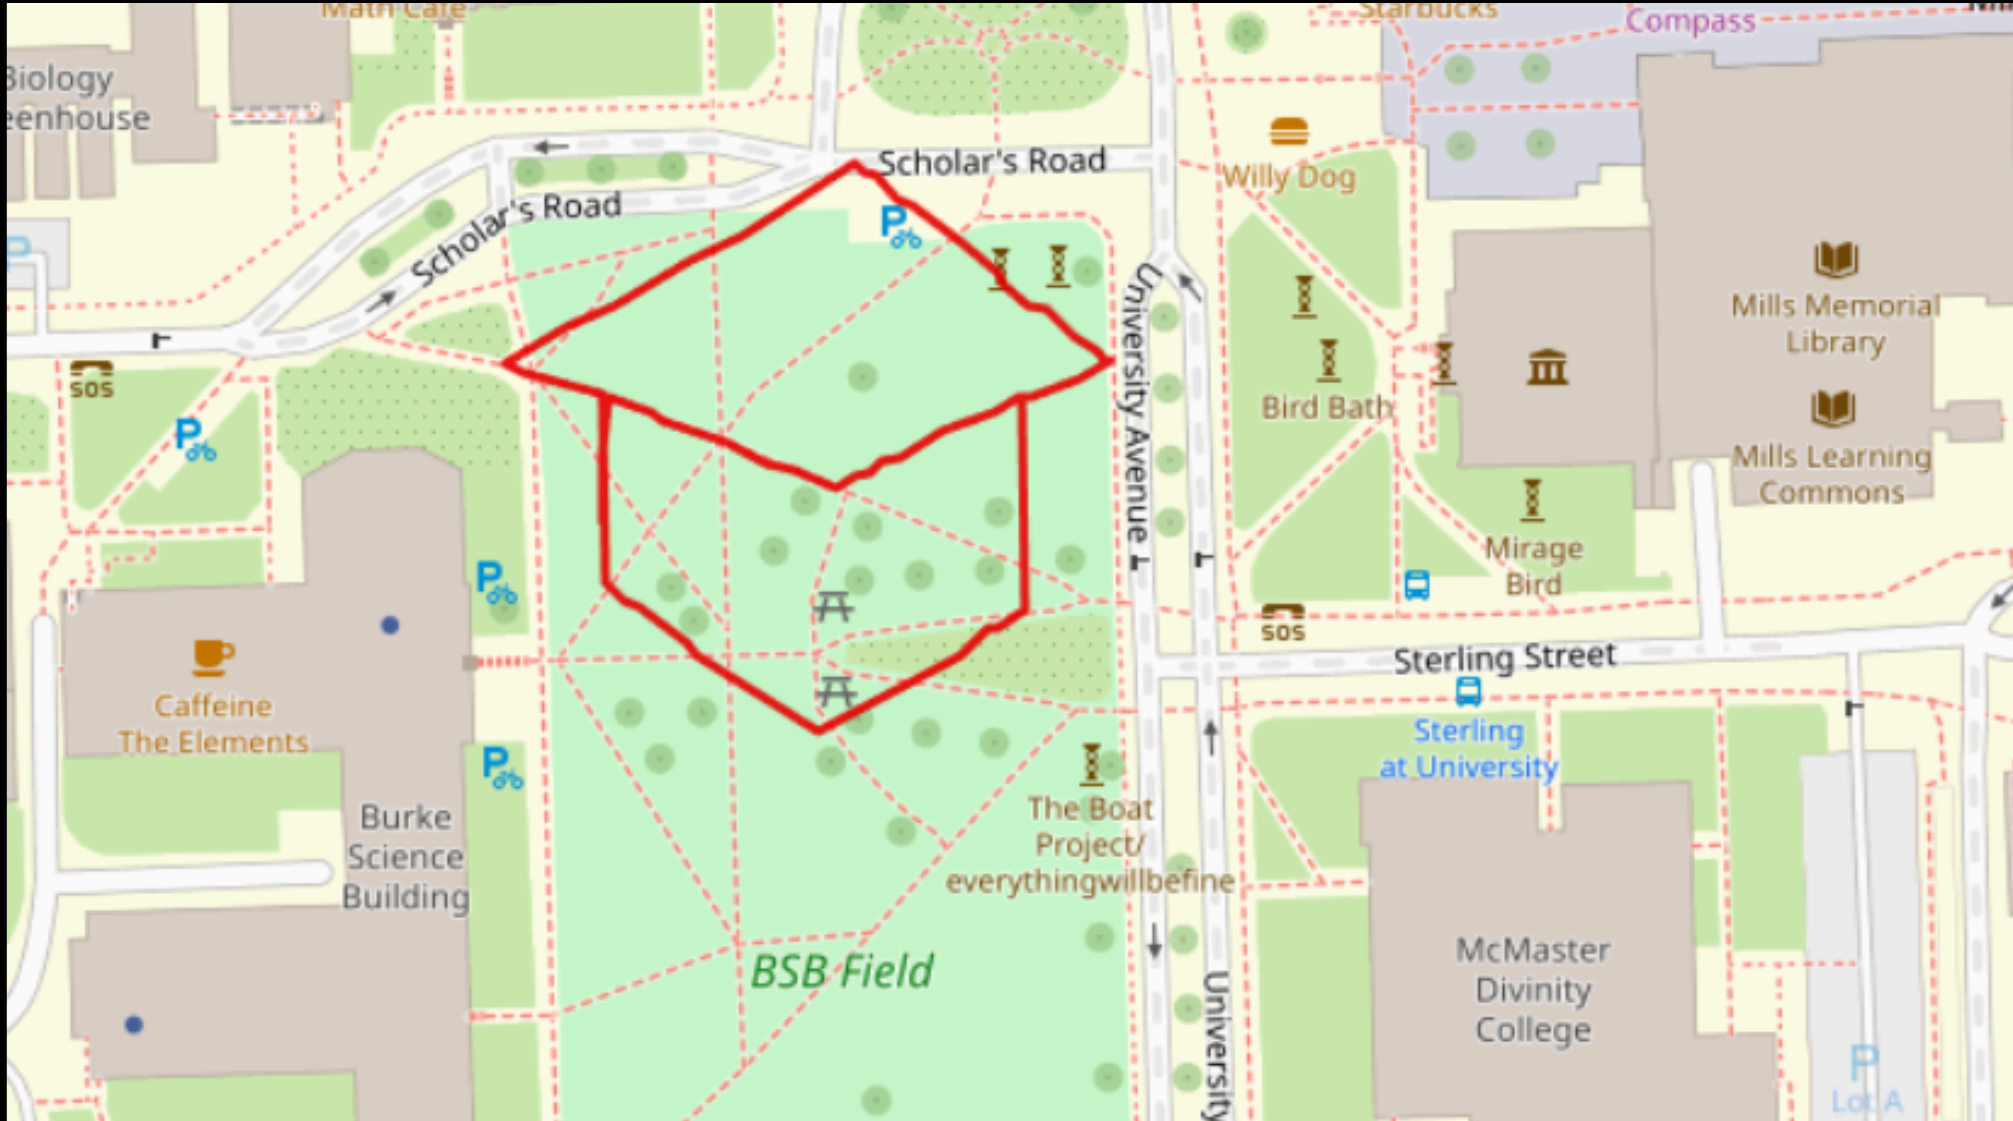 Math Cafe
Starbucks
Compass
Biology
eenhouse
Scholar's Road
Scholar's Road
Willy Dog
P
P
P
P
P
SOS
University Avenue
Un
Bird Bath
Mills Memorial
Library
Mills Learning
Commons
Mirage
Bird
SOS
Sterling Street
Sterling
at University
Caffeine
The Elements
Burke
Science
Building
The Boat
Project/
everythingwillbefine
BSB Field
University
McMaster
Divinity
College
P
Lot A